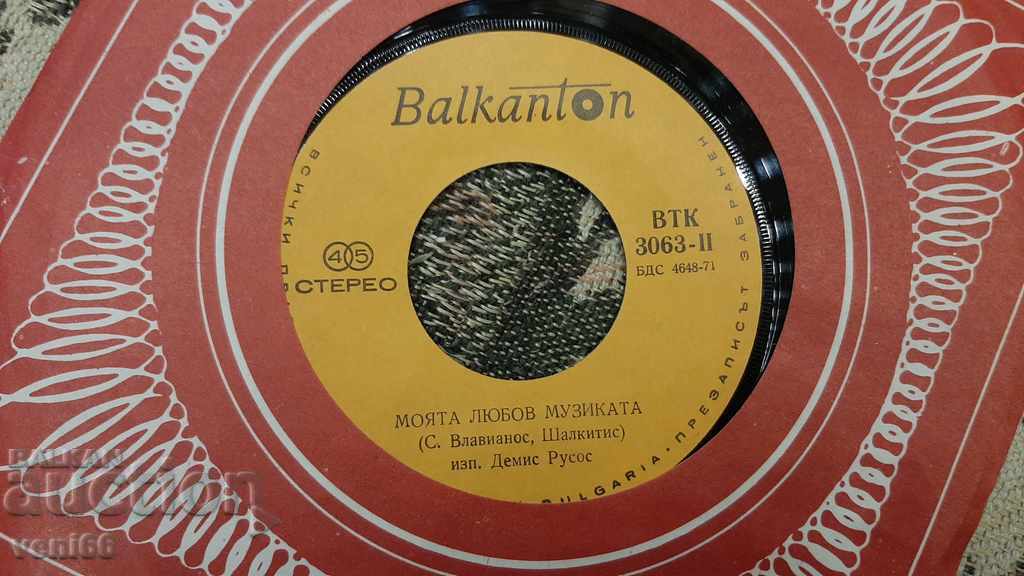 Balkanton
ВСИЧКИ
ПРЕЗАПИСЪТ ЗАБРАНЕН
ВТК
3063-II
БДС 4648-71
45
СТЕРЕО
МОЯТА ЛЮБОВ МУЗИКАТА
(С. Влавианос, Шалкитис)
изп. Демис Русос
BULGARIA
BALKAN
auction
veni66